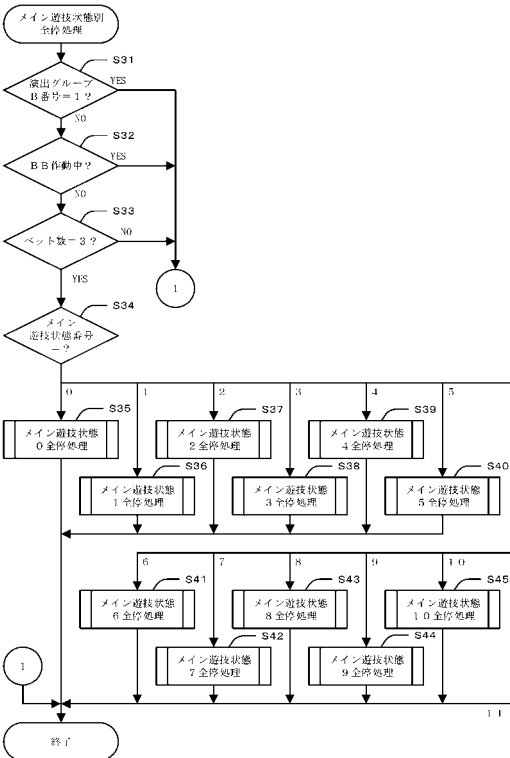 メイン遊技状態別
全停処理
S31
演出グループ
B番号＝1？
YES
NO
S32
BB作動中？
YES
NO
S33
ベット数＝3？
NO
YES
1
S34
メイン
遊技状態番号
＝？
0
1
2
3
4
5
S35
メイン遊技状態
0全停処理
S37
メイン遊技状態
2全停処理
S39
メイン遊技状態
4全停処理
S36
メイン遊技状態
1全停処理
S38
メイン遊技状態
3全停処理
S40
メイン遊技状態
5全停処理
6
7
8
9
10
S41
メイン遊技状態
6全停処理
S43
メイン遊技状態
8全停処理
S45
メイン遊技状態
10全停処理
S42
メイン遊技状態
7全停処理
S44
メイン遊技状態
9全停処理
1
11
終了